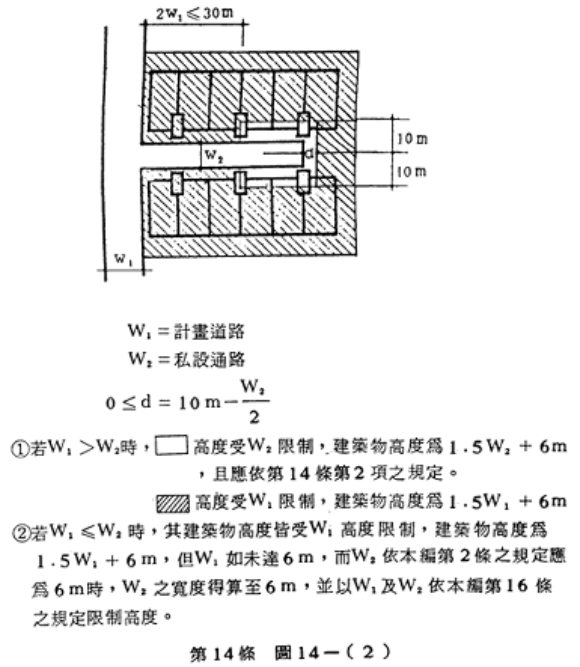 2W₁≤30m
W₂
d
10m
10m
W₁
W₁=計畫道路
W₂=私設通路
0≤d=10m-W₂/2
①若W₁>W₂時，□高度受W₂限制，建築物高度爲1.5W₂+6m
，且應依第14條第2項之規定。
▨高度受W₁限制，建築物高度爲1.5W₁+6m
②若W₁≤W₂時，其建築物高度皆受W₁高度限制，建築物高度爲
1.5W₁+6m，但W₁如未達6m，而W₂依本編第2條之規定應
爲6m時，W₂之寬度得算至6m，並以W₁及W₂依本編第16條
之規定限制高度。
第14條 圖14-(2)